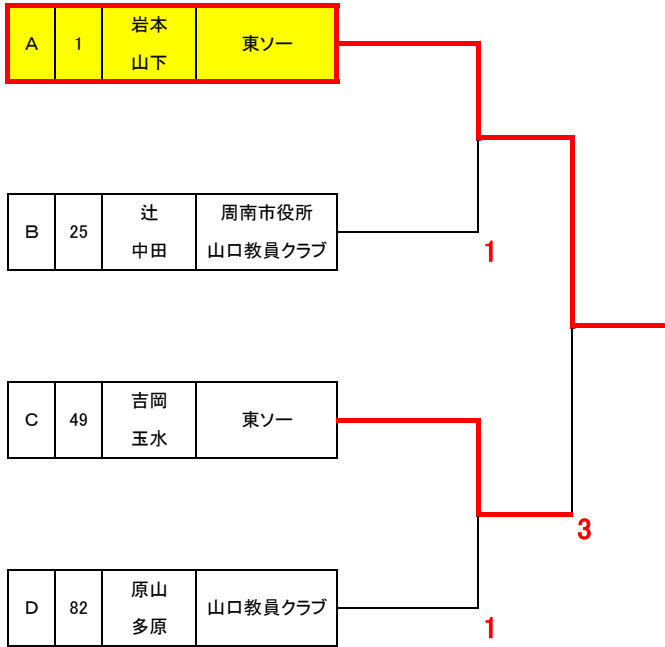 岩本
A 1 東ソー
山下
辻 周南市役所
B 25
中田 山口教員クラブ
1
吉岡
C 49 東ソー
玉水
3
原山
D 82 山口教員クラブ
多原
1